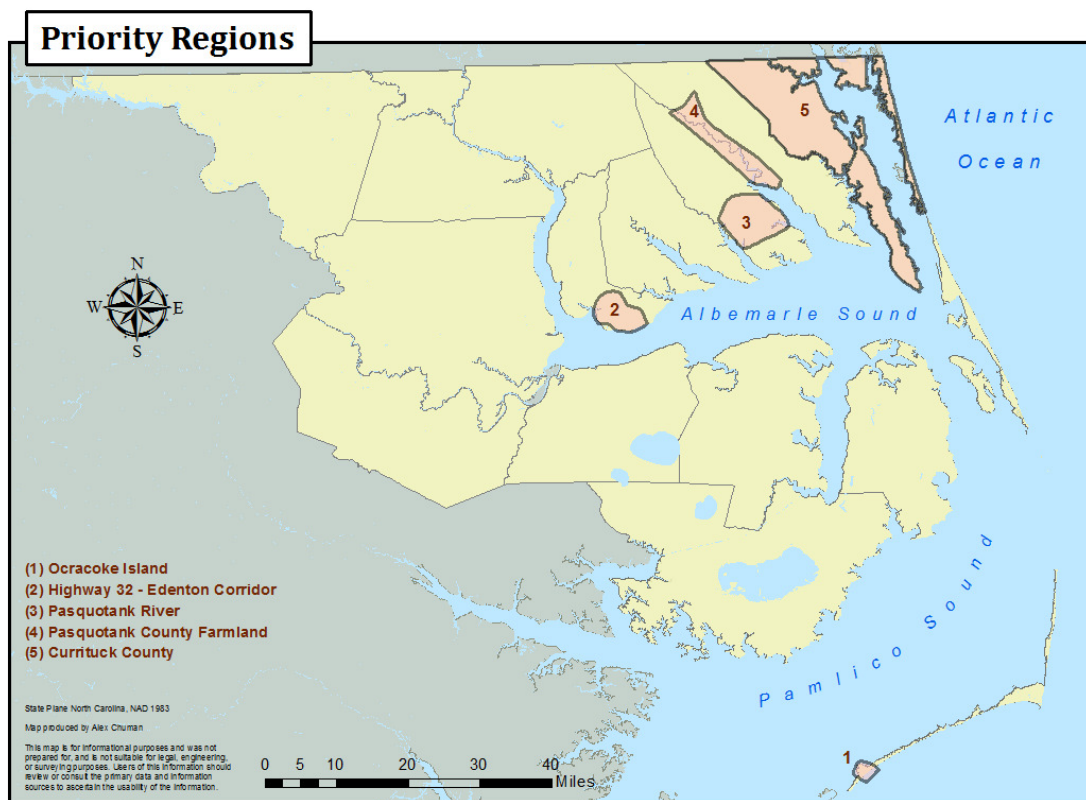 Priority Regions
Atlantic
Ocean
4
5
3
2
Albemarle Sound
N
W E
S
Pamlico Sound
(1) Ocracoke Island
(2) Highway 32 - Edenton Corridor
(3) Pasquotank River
(4) Pasquotank County Farmland
(5) Currituck County
State Plane North Carolina, NAD 1983
Map produced by Alex Chuman
This map is for informational purposes and was not
prepared for, and is not suitable for legal, engineering,
or surveying purposes. Users of this information should
review or consult the primary data and information
sources to ascertain the usability of the information.
0 5 10 20 30 40
Miles
1